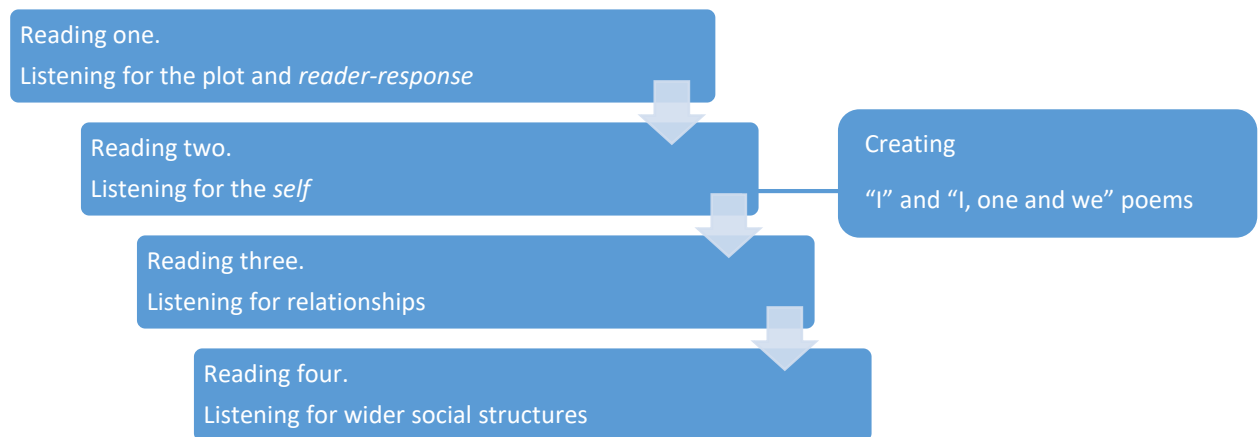 Reading one.
Listening for the plot and reader-response
Reading two.
Listening for the self
Creating
“I” and “I, one and we” poems
Reading three.
Listening for relationships
Reading four.
Listening for wider social structures